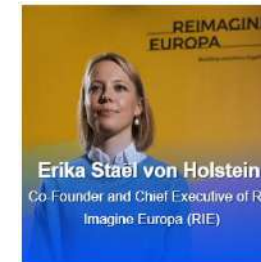 REIMAGIN
EUROPA
Erika Stael von Holstein
Co-Founder and Chief Executive of R
Imagine Europa (RIE)